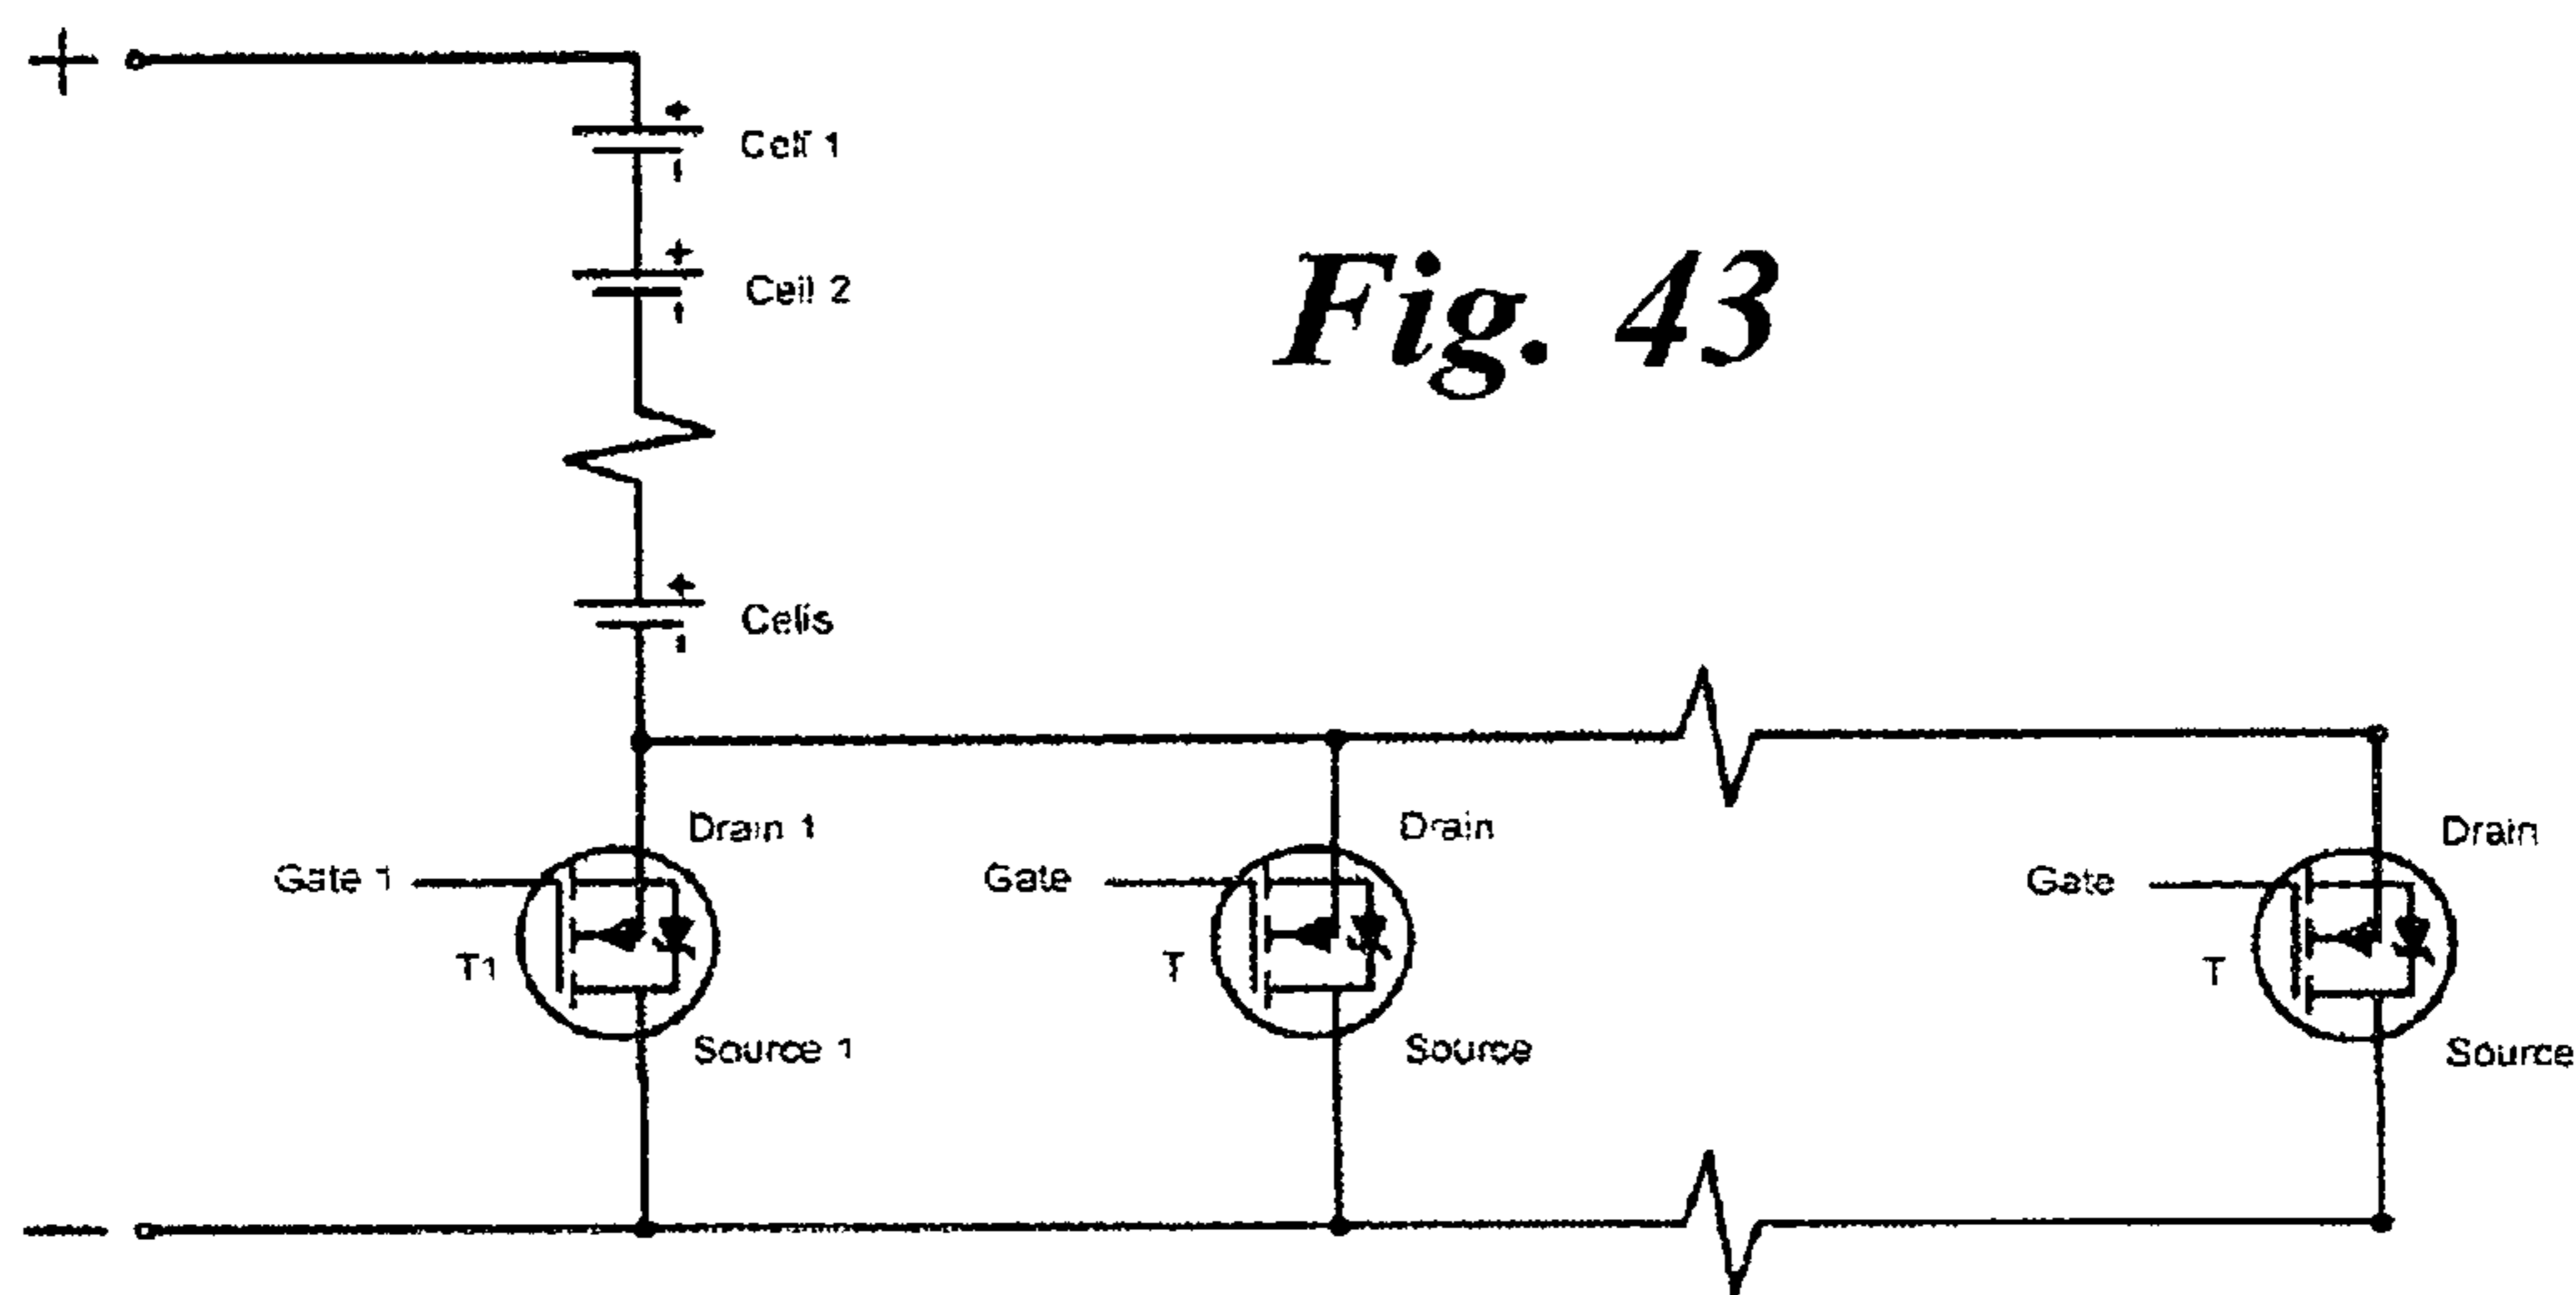 +
+
Cell 1
-
+
Cell 2
-
Fig. 43
+
Cells
-
Drain 1
Drain
Drain
Gate 1
Gate
Gate
T1
T
T
Source 1
Source
Source
-